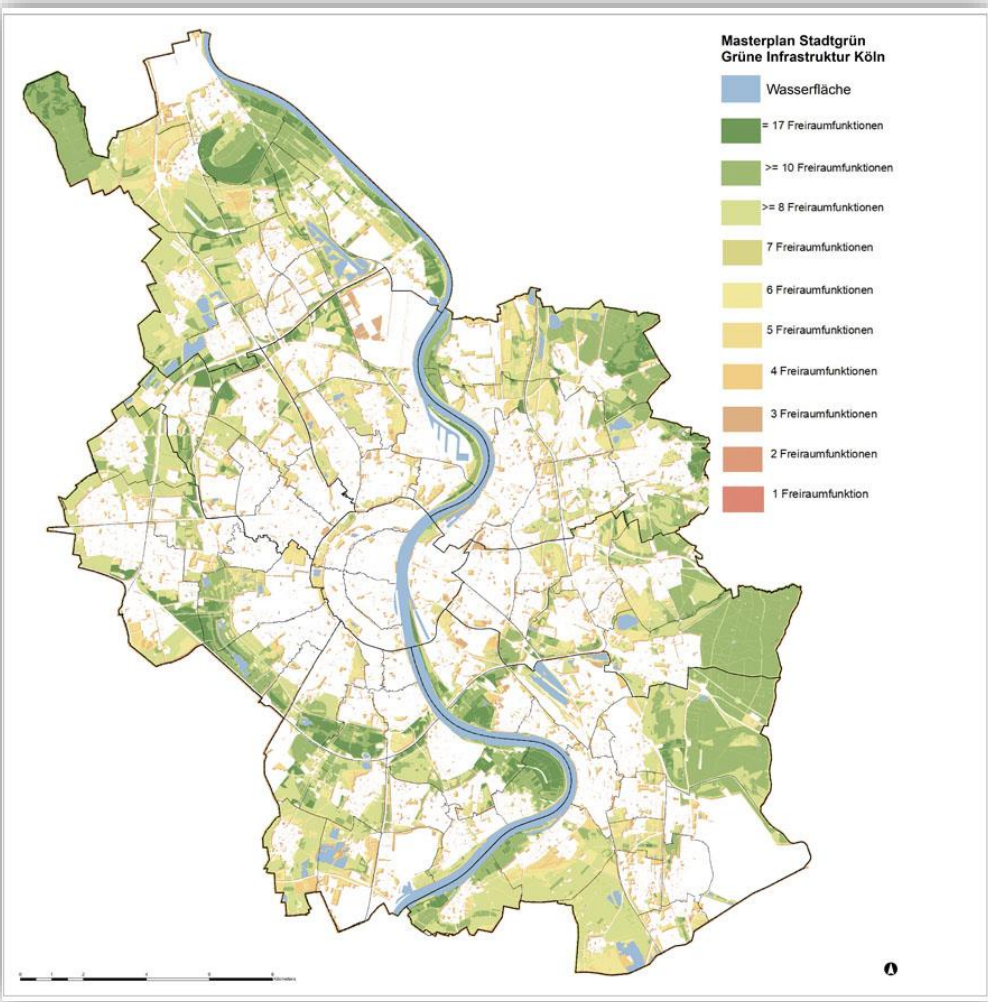 Masterplan Stadtgrün
Grüne Infrastruktur Köln
Wasserfläche
= 17 Freiraumfunktionen
>= 10 Freiraumfunktionen
>= 8 Freiraumfunktionen
7 Freiraumfunktionen
6 Freiraumfunktionen
5 Freiraumfunktionen
4 Freiraumfunktionen
3 Freiraumfunktionen
2 Freiraumfunktionen
1 Freiraumfunktion